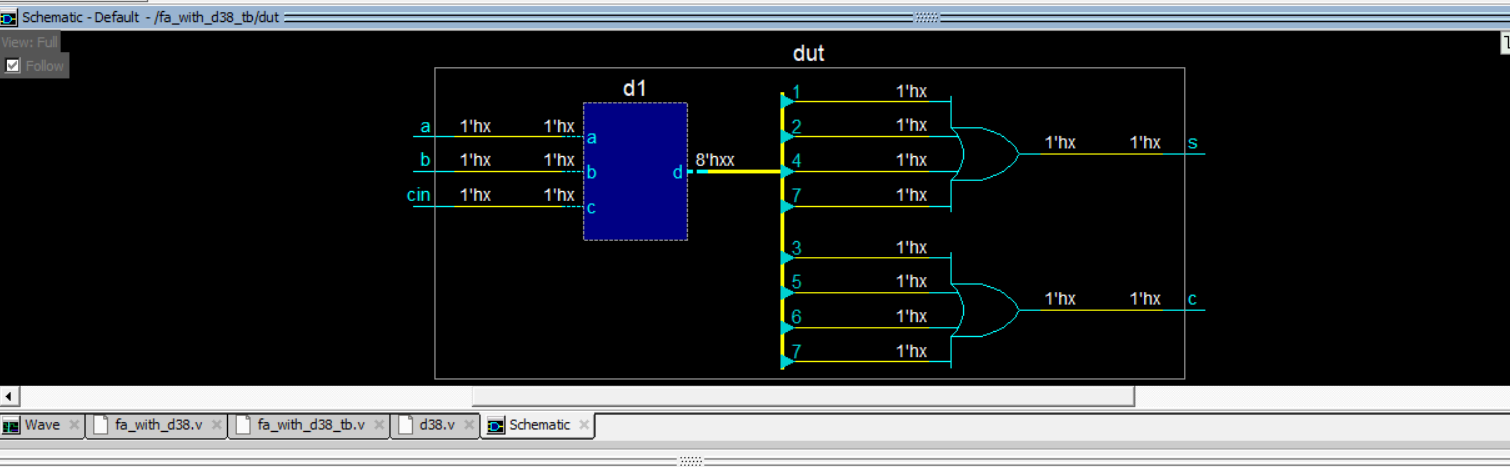 Schematic - Default - /fa_with_d38_tb/dut
View: Full
Follow
dut
d1
a 1'hx 1'hx a
b 1'hx 1'hx b
cin 1'hx 1'hx c
d 8'hxx
1 1'hx
2 1'hx
4 1'hx
7 1'hx
1'hx 1'hx s
3 1'hx
5 1'hx
6 1'hx
7 1'hx
1'hx 1'hx c
Wave fa_with_d38.v fa_with_d38_tb.v d38.v Schematic